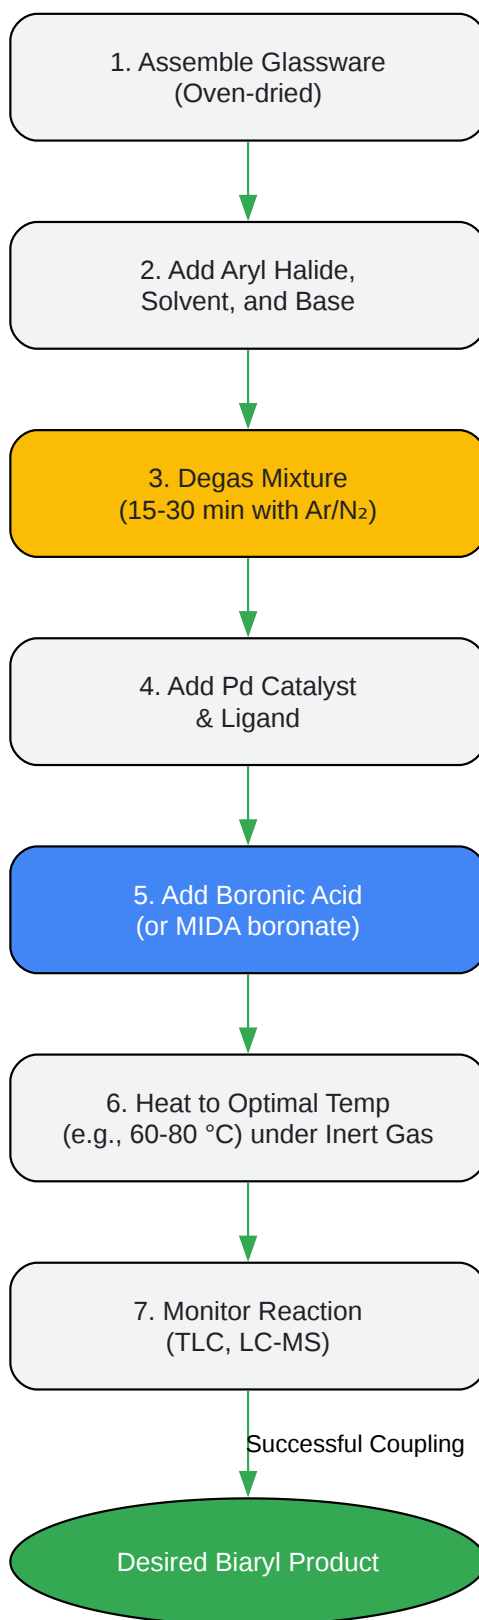 1. Assemble Glassware
(Oven-dried)
2. Add Aryl Halide,
Solvent, and Base
3. Degas Mixture
(15-30 min with Ar/N₂)
4. Add Pd Catalyst
& Ligand
5. Add Boronic Acid
(or MIDA boronate)
6. Heat to Optimal Temp
(e.g., 60-80 °C) under Inert Gas
7. Monitor Reaction
(TLC, LC-MS)
Successful Coupling
Desired Biaryl Product